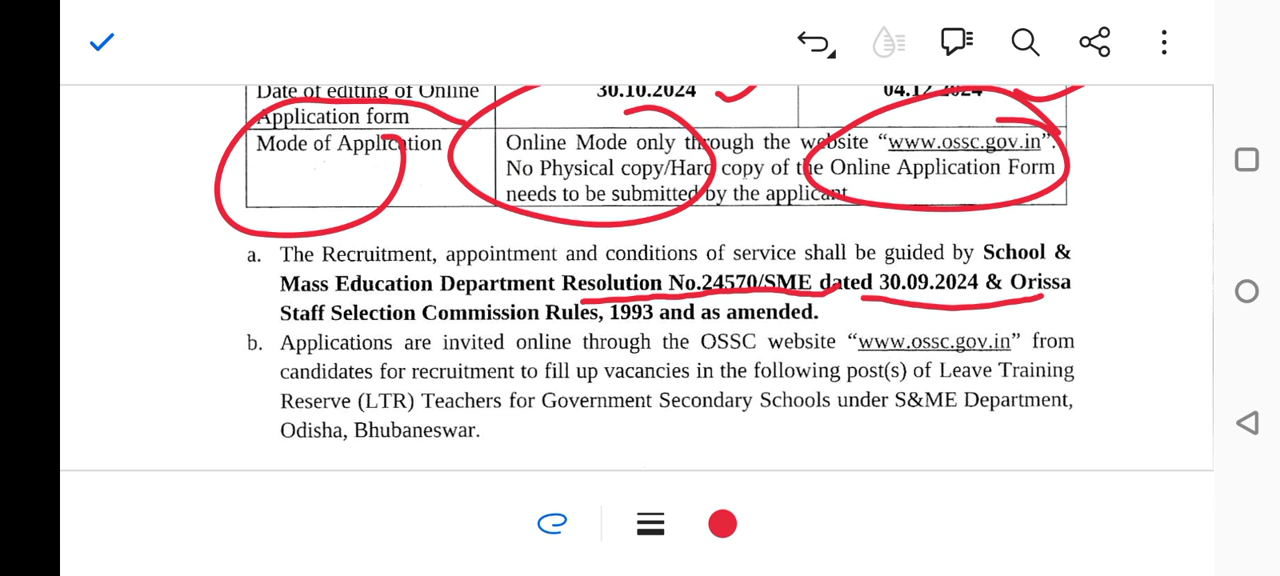 Date of editing of Online 30.10.2024 04.12.2024
Application form
Mode of Application Online Mode only through the website “www.ossc.gov.in”.
No Physical copy/Hard copy of the Online Application Form
needs to be submitted by the applicant
a. The Recruitment, appointment and conditions of service shall be guided by School &
Mass Education Department Resolution No.24570/SME dated 30.09.2024 & Orissa
Staff Selection Commission Rules, 1993 and as amended.
b. Applications are invited online through the OSSC website “www.ossc.gov.in” from
candidates for recruitment to fill up vacancies in the following post(s) of Leave Training
Reserve (LTR) Teachers for Government Secondary Schools under S&ME Department,
Odisha, Bhubaneswar.